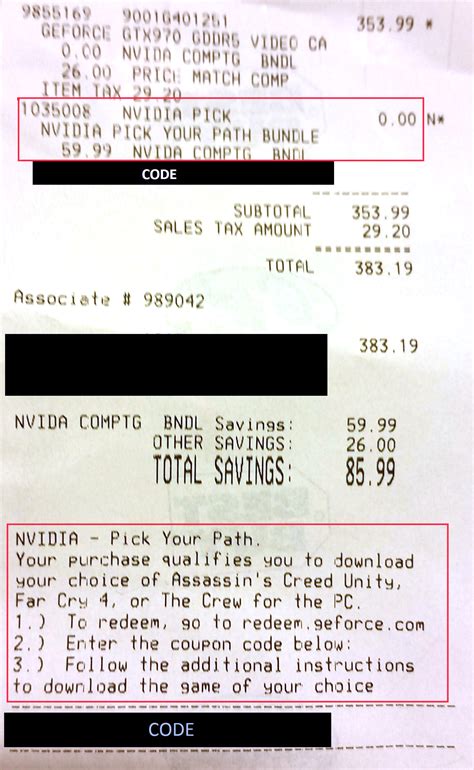 9855169 9001G401251 353.99 *
GEFORCE GTX970 GDDR5 VIDEO CA
0.00 NVIDA COMPTG BNDL
26.00 PRICE MATCH COMP
ITEM TAX 29.20
1035008 NVIDIA PICK 0.00 N*
NVIDIA PICK YOUR PATH BUNDLE
59.99 NVIDA COMPTG BNDL
CODE
SUBTOTAL 353.99
SALES TAX AMOUNT 29.20
TOTAL 383.19
Associate # 989042
383.19
NVIDA COMPTG BNDL Savings: 59.99
OTHER SAVINGS: 26.00
TOTAL SAVINGS: 85.99
NVIDIA - Pick Your Path.
Your purchase qualifies you to download
your choice of Assassin's Creed Unity,
Far Cry 4, or The Crew for the PC.
1.) To redeem, go to redeem.geforce.com
2.) Enter the coupon code below:
3.) Follow the additional instructions
to download the game of your choice
CODE